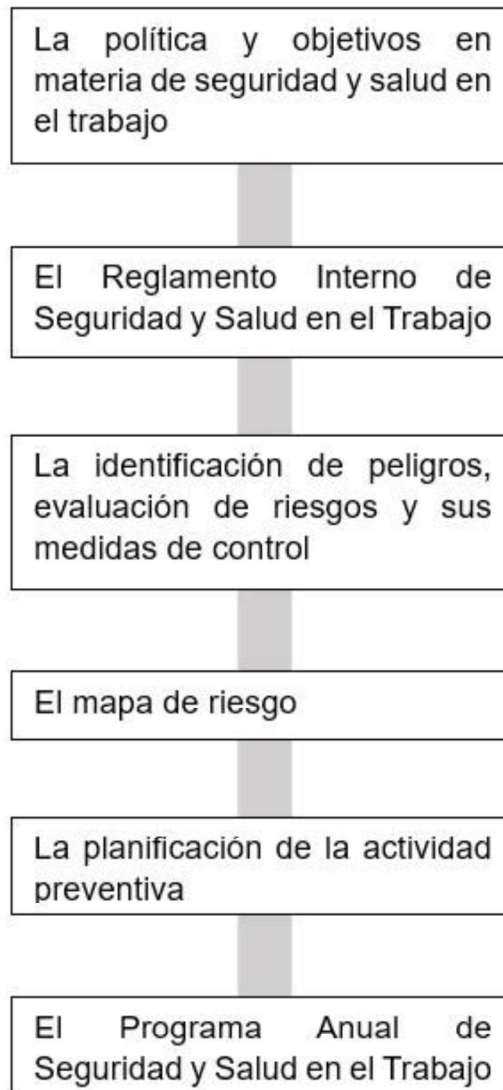 La política y objetivos en
materia de seguridad y salud en
el trabajo
El Reglamento Interno de
Seguridad y Salud en el Trabajo
La identificación de peligros,
evaluación de riesgos y sus
medidas de control
El mapa de riesgo
La planificación de la actividad
preventiva
El Programa Anual de
Seguridad y Salud en el Trabajo